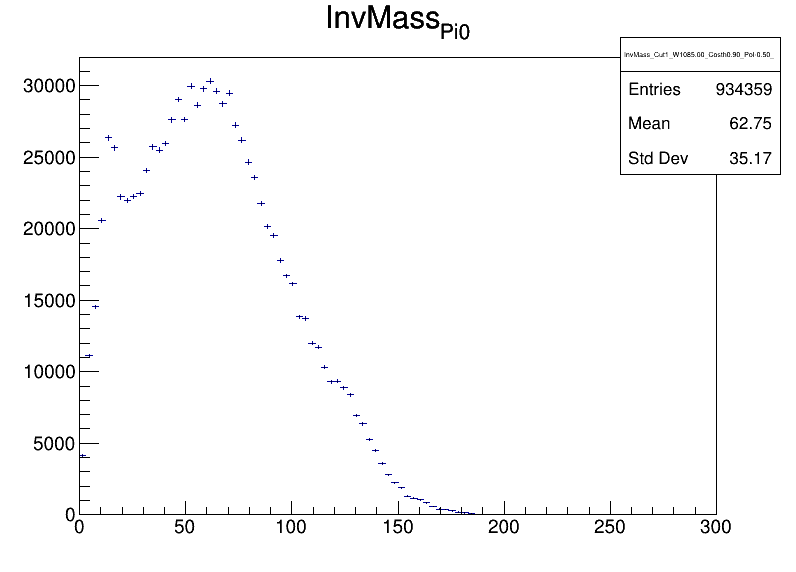 InvMass_Pi0
InvMass_Cut1_W1085.00_Costh0.90_Pol-0.50_
Entries 934359
Mean 62.75
Std Dev 35.17
30000
25000
20000
15000
10000
5000
0
0 50 100 150 200 250 300